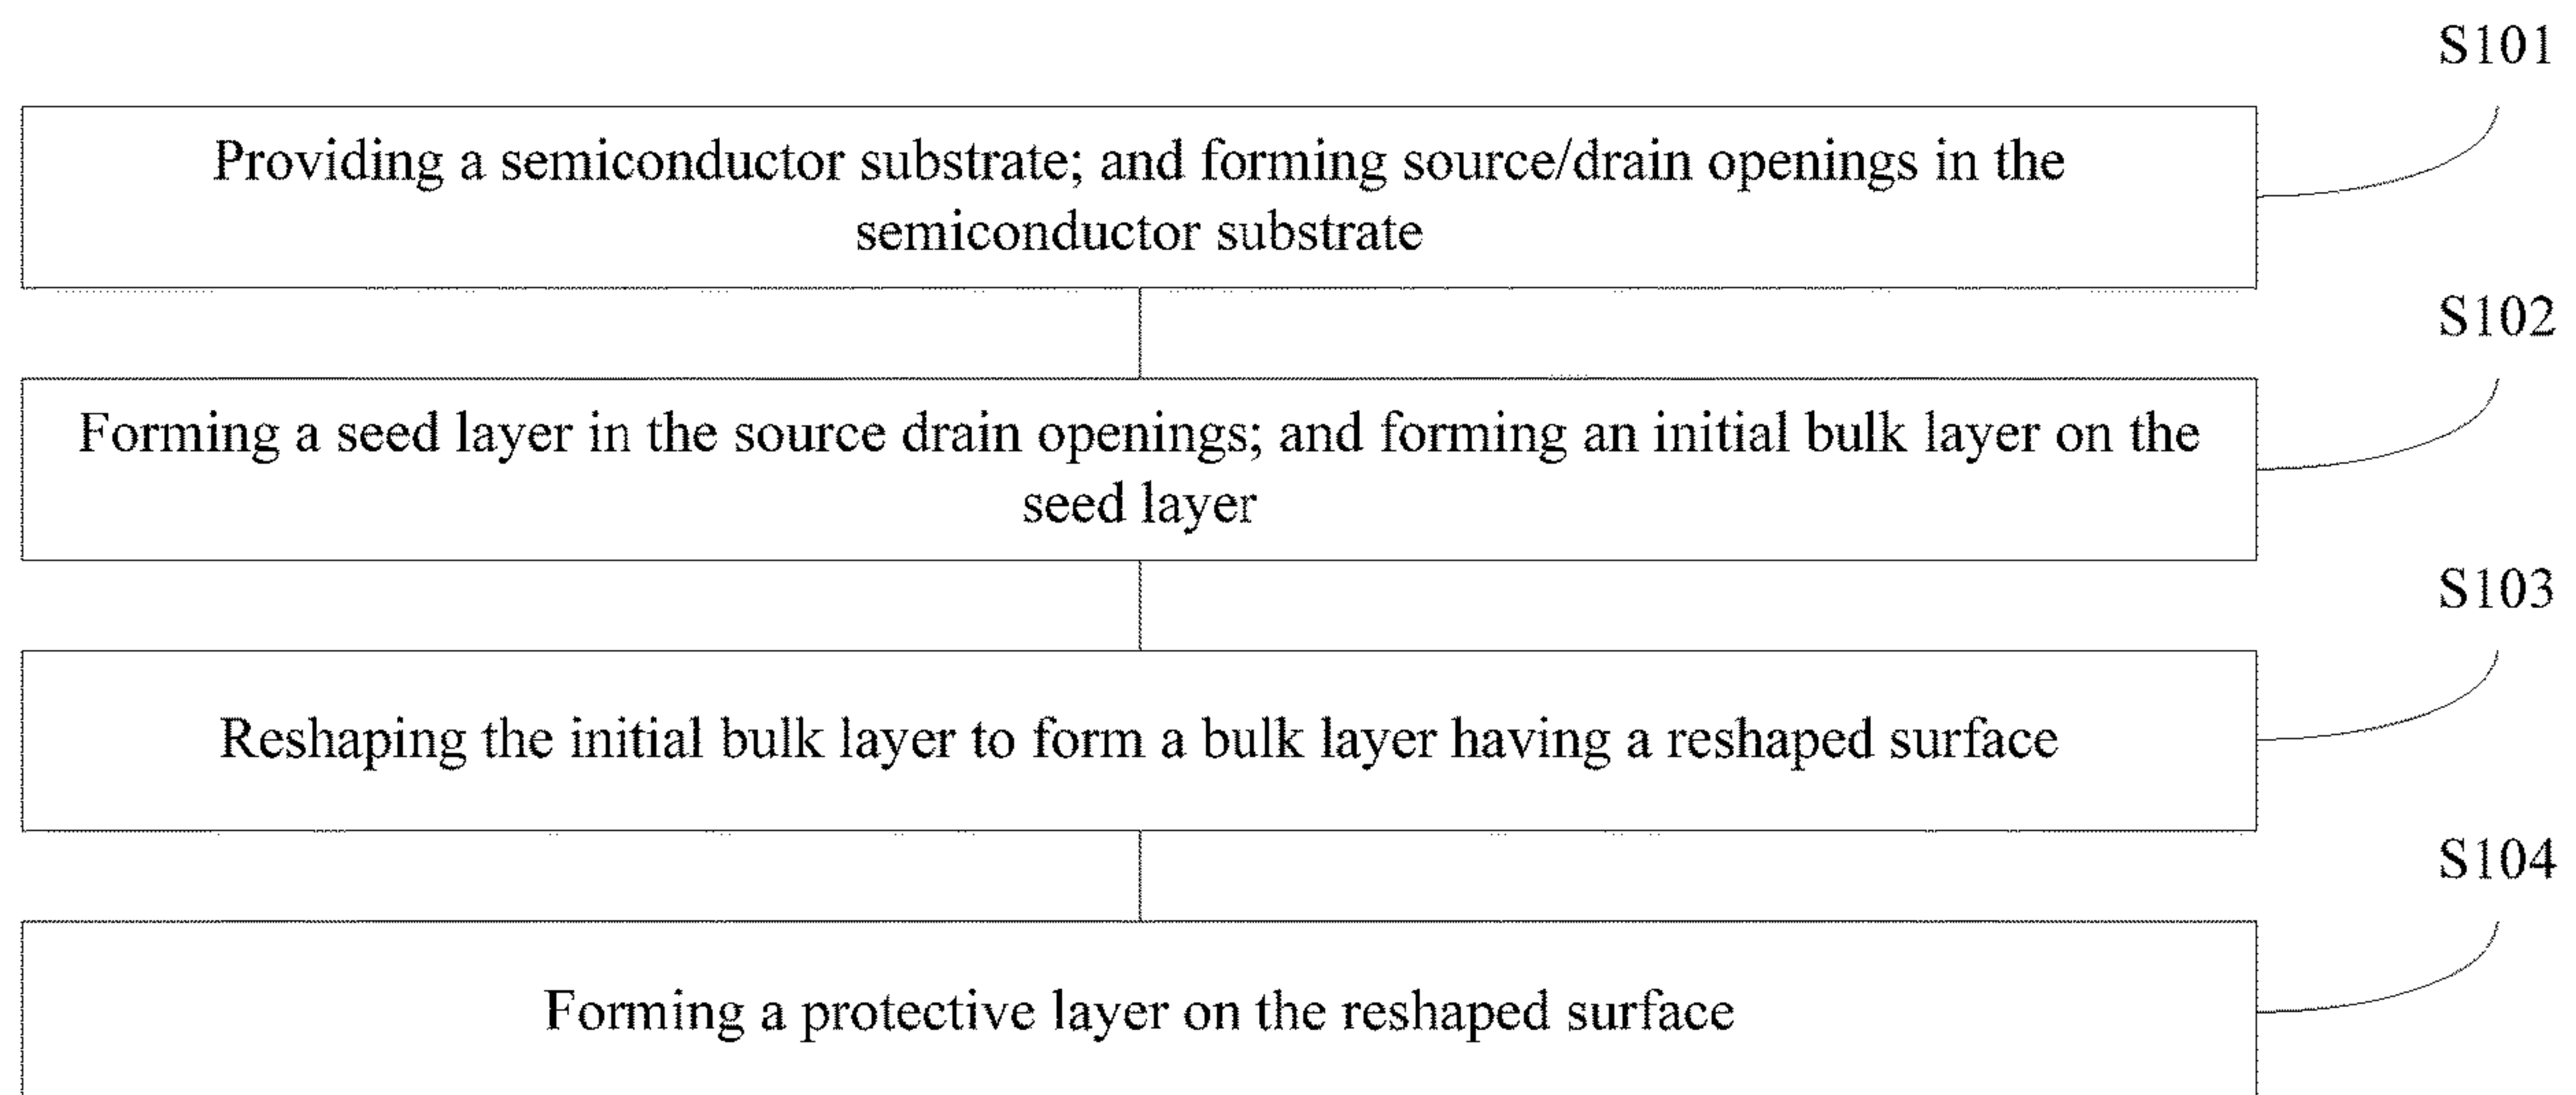 S101
Providing a semiconductor substrate; and forming source/drain openings in the
semiconductor substrate
S102
Forming a seed layer in the source drain openings; and forming an initial bulk layer on the
seed layer
S103
Reshaping the initial bulk layer to form a bulk layer having a reshaped surface
S104
Forming a protective layer on the reshaped surface